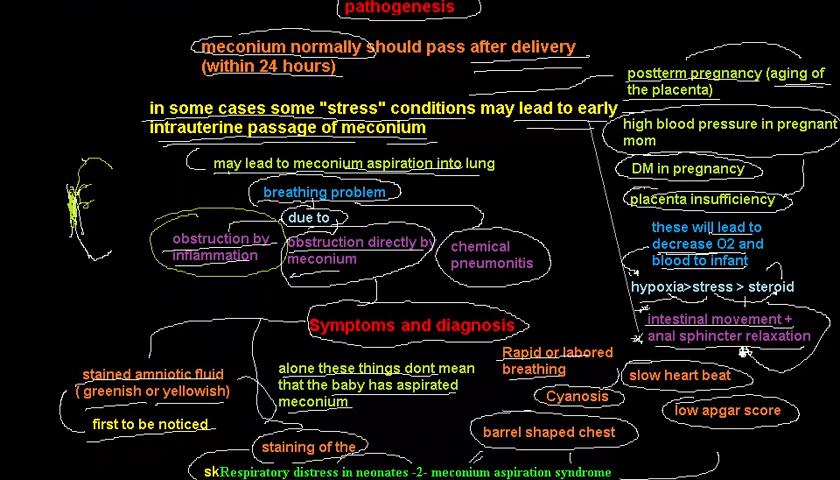 pathogenesis
meconium normally should pass after delivery
(within 24 hours)
in some cases some "stress" conditions may lead to early
intrauterine passage of meconium
may lead to meconium aspiration into lung
breathing problem
due to
obstruction by
inflammation
obstruction directly by
meconium
chemical
pneumonitis
postterm pregnancy (aging of
the placenta)
high blood pressure in pregnant
mom
DM in pregnancy
placenta insufficiency
these will lead to
decrease O2 and
blood to infant
hypoxia>stress > steroid
intestinal movement +
anal sphincter relaxation
Symptoms and diagnosis
stained amniotic fluid
( greenish or yellowish)
first to be noticed
alone these things dont mean
that the baby has aspirated
meconium
staining of the
Rapid or labored
breathing
Cyanosis
barrel shaped chest
slow heart beat
low apgar score
skRespiratory distress in neonates -2- meconium aspiration syndrome